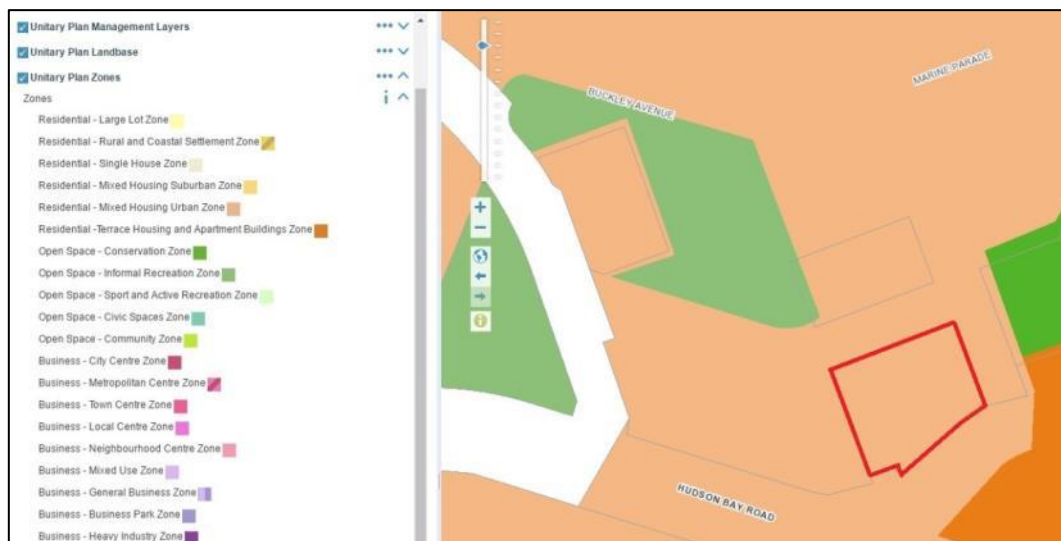 Unitary Plan Management Layers
Unitary Plan Landbase
Unitary Plan Zones
Zones
Residential - Large Lot Zone
Residential - Rural and Coastal Settlement Zone
Residential - Single House Zone
Residential - Mixed Housing Suburban Zone
Residential - Mixed Housing Urban Zone
Residential -Terrace Housing and Apartment Buildings Zone
Open Space - Conservation Zone
Open Space - Informal Recreation Zone
Open Space - Sport and Active Recreation Zone
Open Space - Civic Spaces Zone
Open Space - Community Zone
Business - City Centre Zone
Business - Metropolitan Centre Zone
Business - Town Centre Zone
Business - Local Centre Zone
Business - Neighbourhood Centre Zone
Business - Mixed Use Zone
Business - General Business Zone
Business - Business Park Zone
Business - Heavy Industry Zone
BUCKLEY AVENUE
MARINE PARADE
HUDSON BAY ROAD